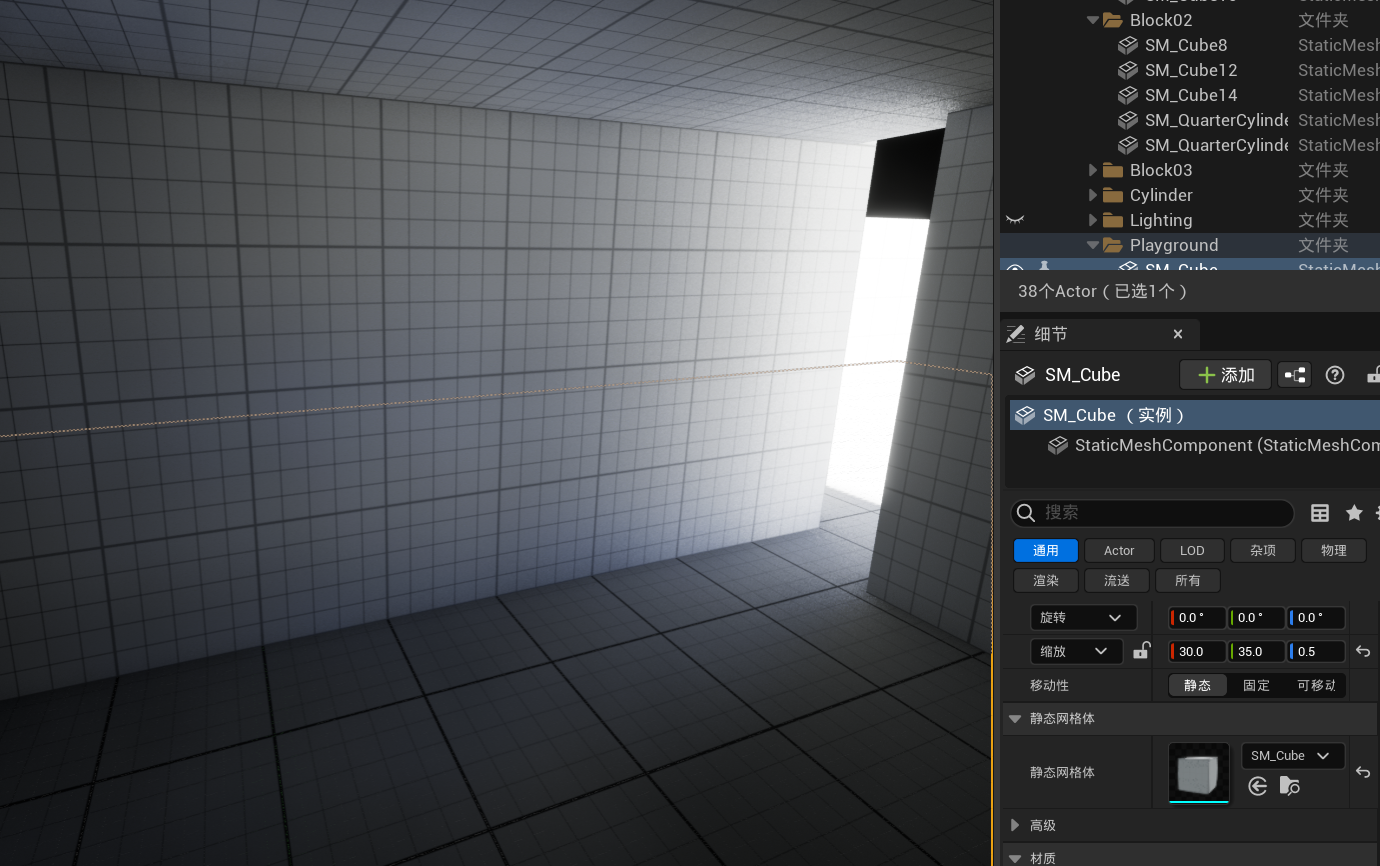 Block02 文件夹
SM_Cube8 StaticMesh
SM_Cube12 StaticMesh
SM_Cube14 StaticMesh
SM_QuarterCylinde StaticMesh
SM_QuarterCylinde StaticMesh
Block03 文件夹
Cylinder 文件夹
Lighting 文件夹
Playground 文件夹
SM_Cube StaticMesh
38个Actor（已选1个）
细节
SM_Cube 添加
SM_Cube （实例）
StaticMeshComponent (StaticMeshCom
搜索
通用 Actor LOD 杂项 物理
渲染 流送 所有
旋转 0.0 ° 0.0 ° 0.0 °
缩放 30.0 35.0 0.5
移动性 静态 固定 可移动
静态网格体
静态网格体 SM_Cube
高级
材质